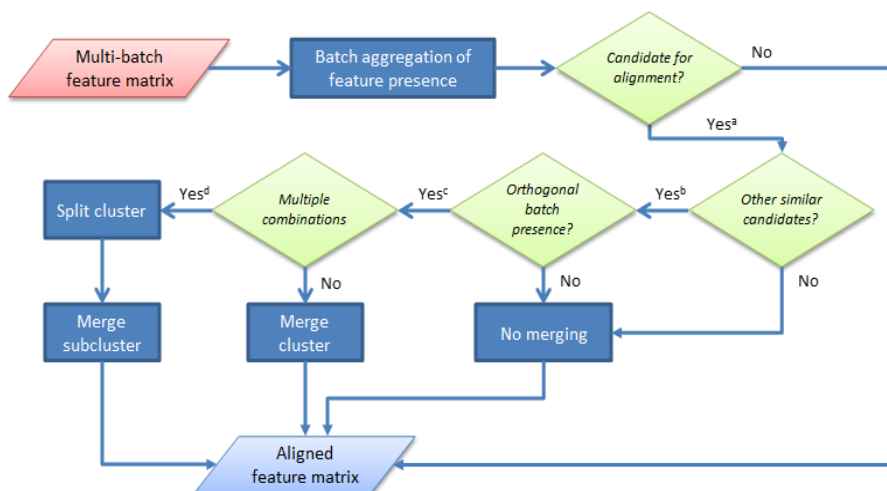 Multi-batch
feature matrix
Batch aggregation of
feature presence
Candidate for
alignment?
No
Yesᵃ
Split cluster
Yesᵈ
Multiple
combinations
Yesᶜ
Orthogonal
batch
presence?
Yesᵇ
Other similar
candidates?
No
No
No
Merge
subcluster
Merge
cluster
No merging
Aligned
feature matrix